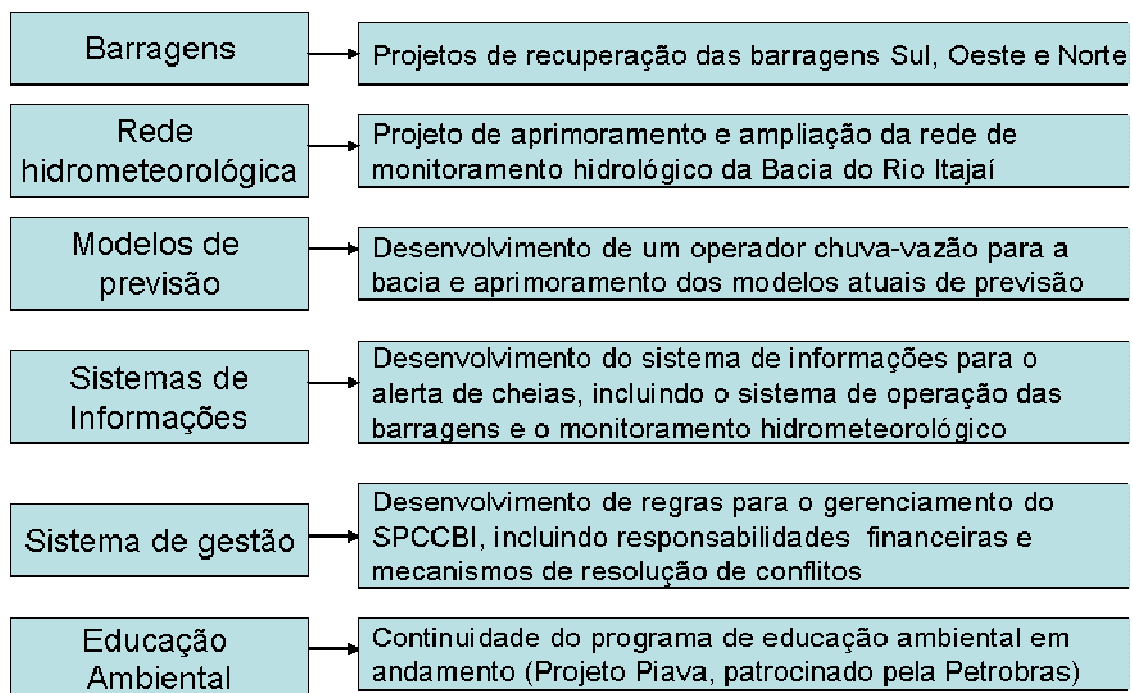 Barragens
Projetos de recuperação das barragens Sul, Oeste e Norte
Rede
hidrometeorológica
Projeto de aprimoramento e ampliação da rede de
monitoramento hidrológico da Bacia do Rio Itajaí
Modelos de
previsão
Desenvolvimento de um operador chuva-vazão para a
bacia e aprimoramento dos modelos atuais de previsão
Sistemas de
Informações
Desenvolvimento do sistema de informações para o
alerta de cheias, incluindo o sistema de operação das
barragens e o monitoramento hidrometeorológico
Sistema de gestão
Desenvolvimento de regras para o gerenciamento do
SPCCBI, incluindo responsabilidades financeiras e
mecanismos de resolução de conflitos
Educação
Ambiental
Continuidade do programa de educação ambiental em
andamento (Projeto Piava, patrocinado pela Petrobras)